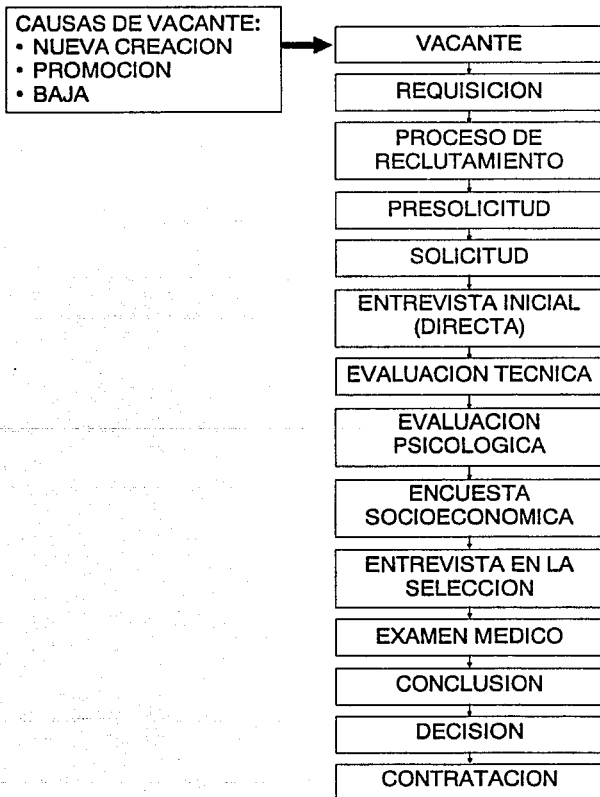 CAUSAS DE VACANTE:
• NUEVA CREACION
• PROMOCION
• BAJA
VACANTE
REQUISICION
PROCESO DE
RECLUTAMIENTO
PRESOLICITUD
SOLICITUD
ENTREVISTA INICIAL
(DIRECTA)
EVALUACION TECNICA
EVALUACION
PSICOLOGICA
ENCUESTA
SOCIOECONOMICA
ENTREVISTA EN LA
SELECCION
EXAMEN MEDICO
CONCLUSION
DECISION
CONTRATACION